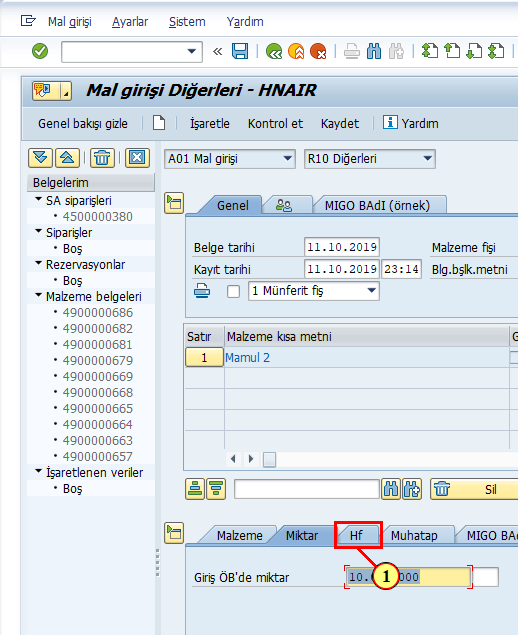 Mal girişi Ayarlar Sistem Yardım
Mal girişi Diğerleri - HNAIR
Genel bakışı gizle İşaretle Kontrol et Kaydet Yardım
A01 Mal girişi R10 Diğerleri
Belgelerim
SA siparişleri
4500000380
Siparişler
Boş
Rezervasyonlar
Boş
Malzeme belgeleri
4900000686
4900000682
4900000681
4900000679
4900000669
4900000668
4900000665
4900000664
4900000663
4900000657
İşaretlenen veriler
Boş
Genel MIGO BAdI (örnek)
Belge tarihi 11.10.2019 Malzeme fişi
Kayıt tarihi 11.10.2019 23:14 Blg.bşlk.metni
1 Münferit fiş
Satır Malzeme kısa metni G
1 Mamul 2
Sil
Malzeme Miktar Hf Muhatap MIGO BA
Giriş ÖB'de miktar 10. 000
1